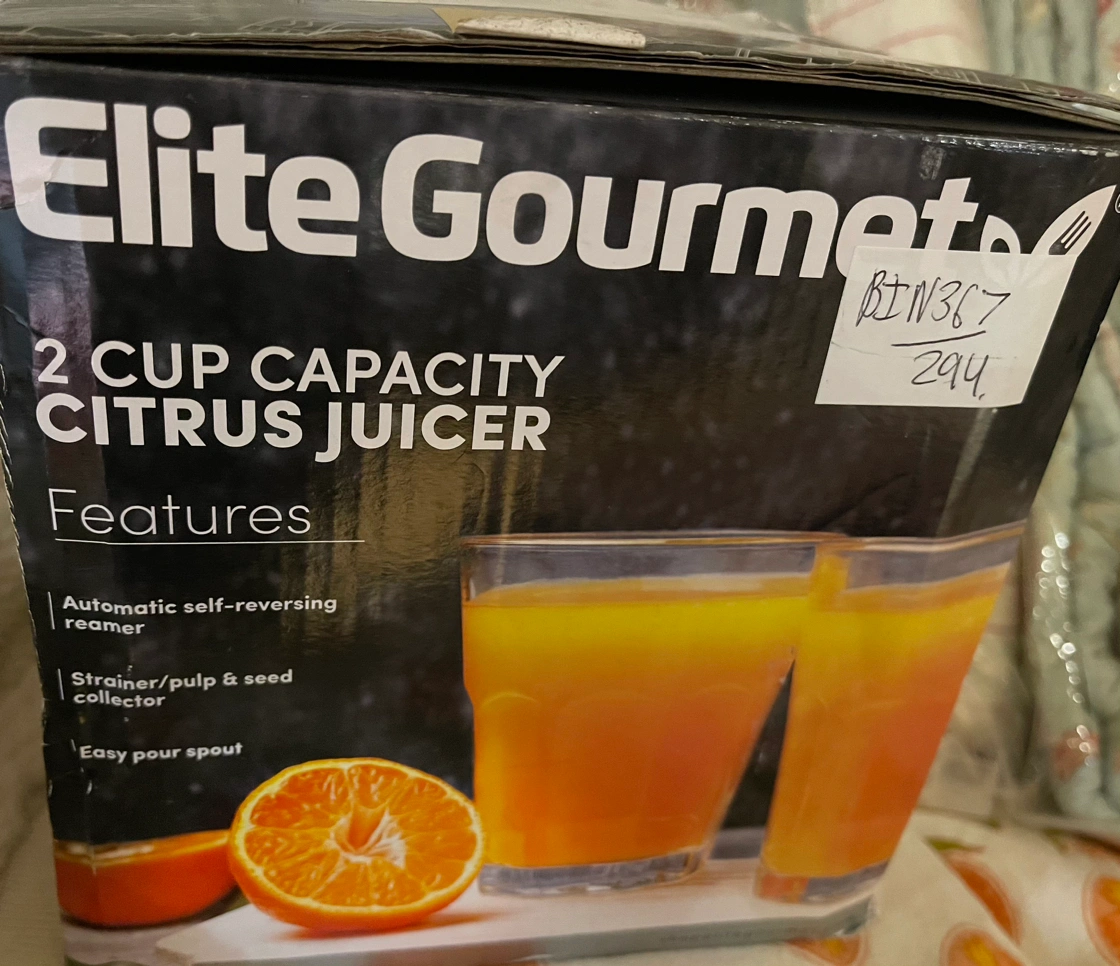 Elite Gourmet
BIN367
294
2 CUP CAPACITY
CITRUS JUICER
Features
Automatic self-reversing
reamer
Strainer/pulp & seed
collector
Easy pour spout